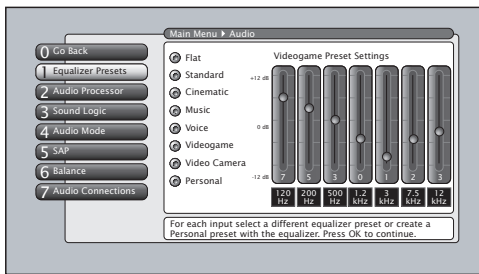 Main Menu ▸ Audio
0 Go Back
1 Equalizer Presets
2 Audio Processor
3 Sound Logic
4 Audio Mode
5 SAP
6 Balance
7 Audio Connections
Flat
Standard
Cinematic
Music
Voice
Videogame
Video Camera
Personal
Videogame Preset Settings
+12 dB
0 dB
-12 dB
7 5 3 0 1 2 3
120 Hz 200 Hz 500 Hz 1.2 kHz 3 kHz 7.5 kHz 12 kHz
For each input select a different equalizer preset or create a
Personal preset with the equalizer. Press OK to continue.